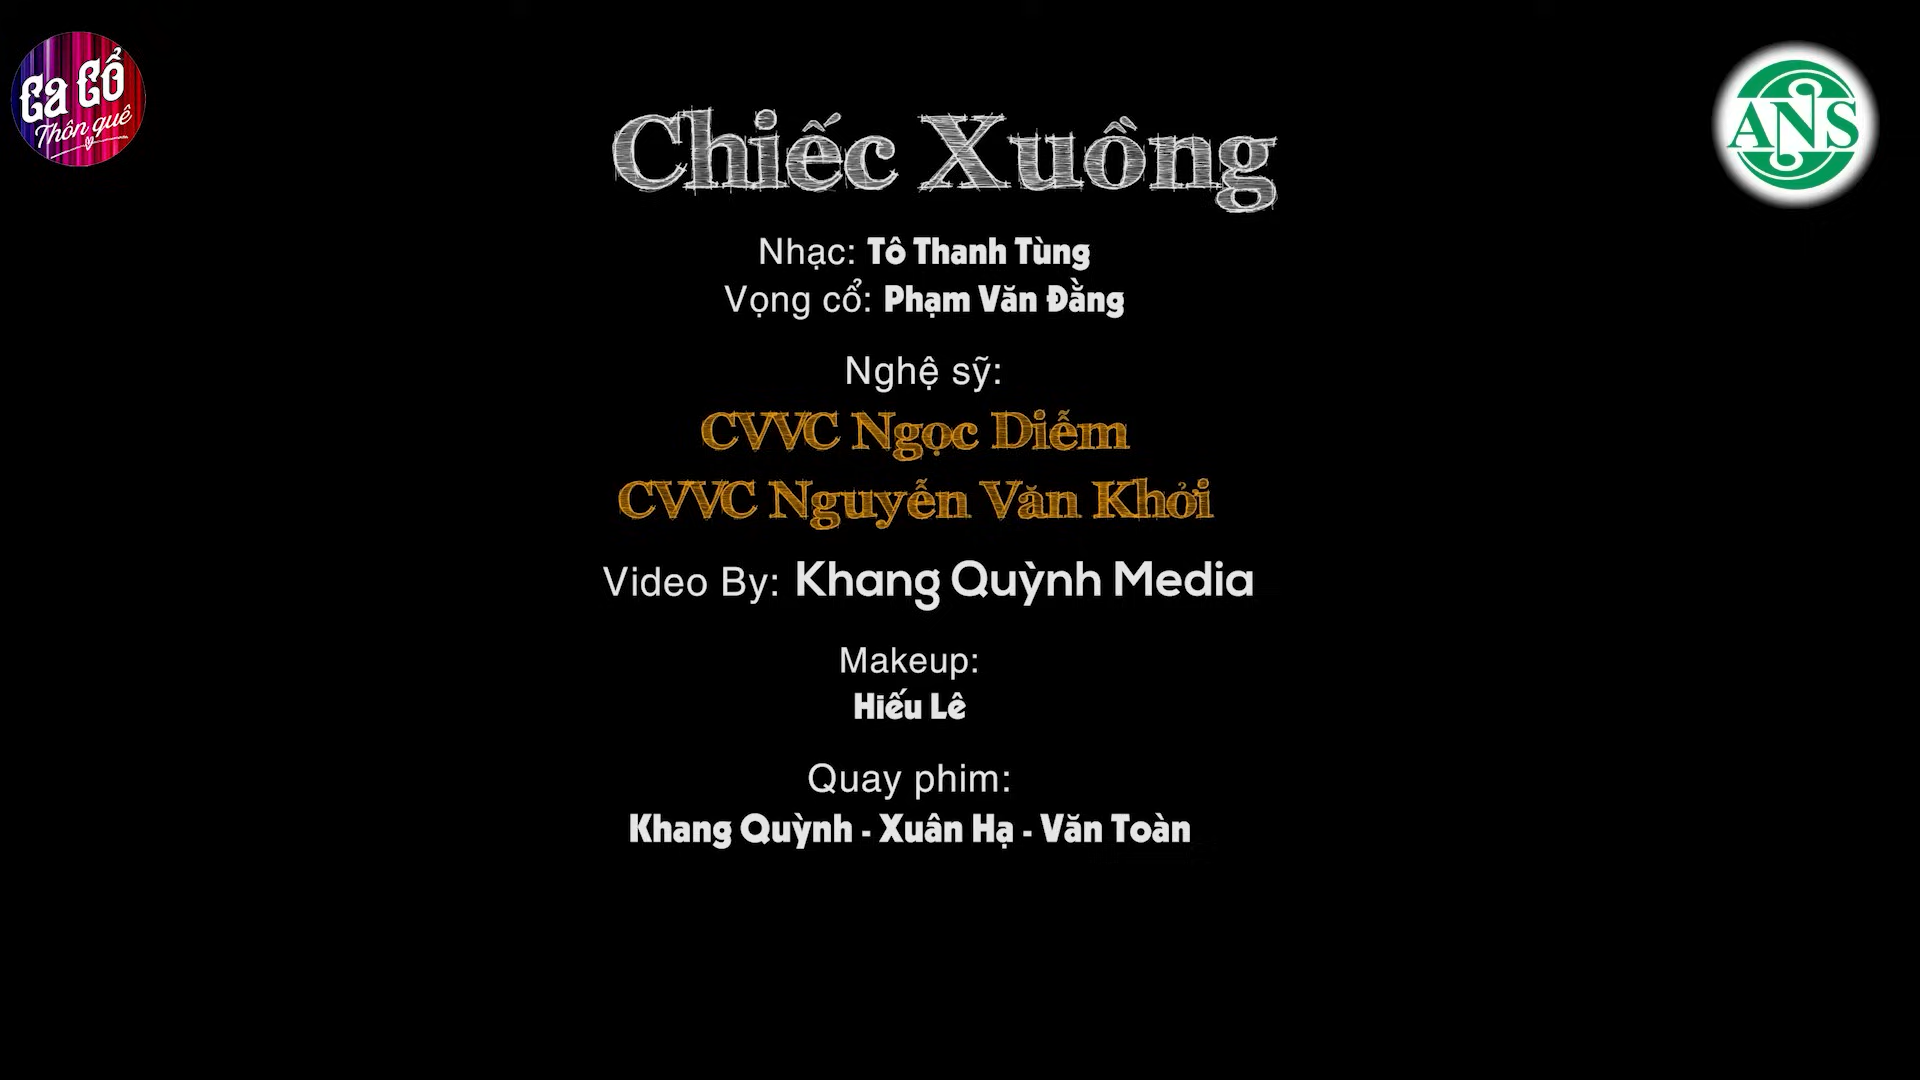 Ca Cổ
Thôn quê
ANS
Chiếc Xuồng
Nhạc: Tô Thanh Tùng
Vọng cổ: Phạm Văn Đằng
Nghệ sỹ:
CVVC Ngọc Diễm
CVVC Nguyễn Văn Khởi
Video By: Khang Quỳnh Media
Makeup:
Hiếu Lê
Quay phim:
Khang Quỳnh - Xuân Hạ - Văn Toàn